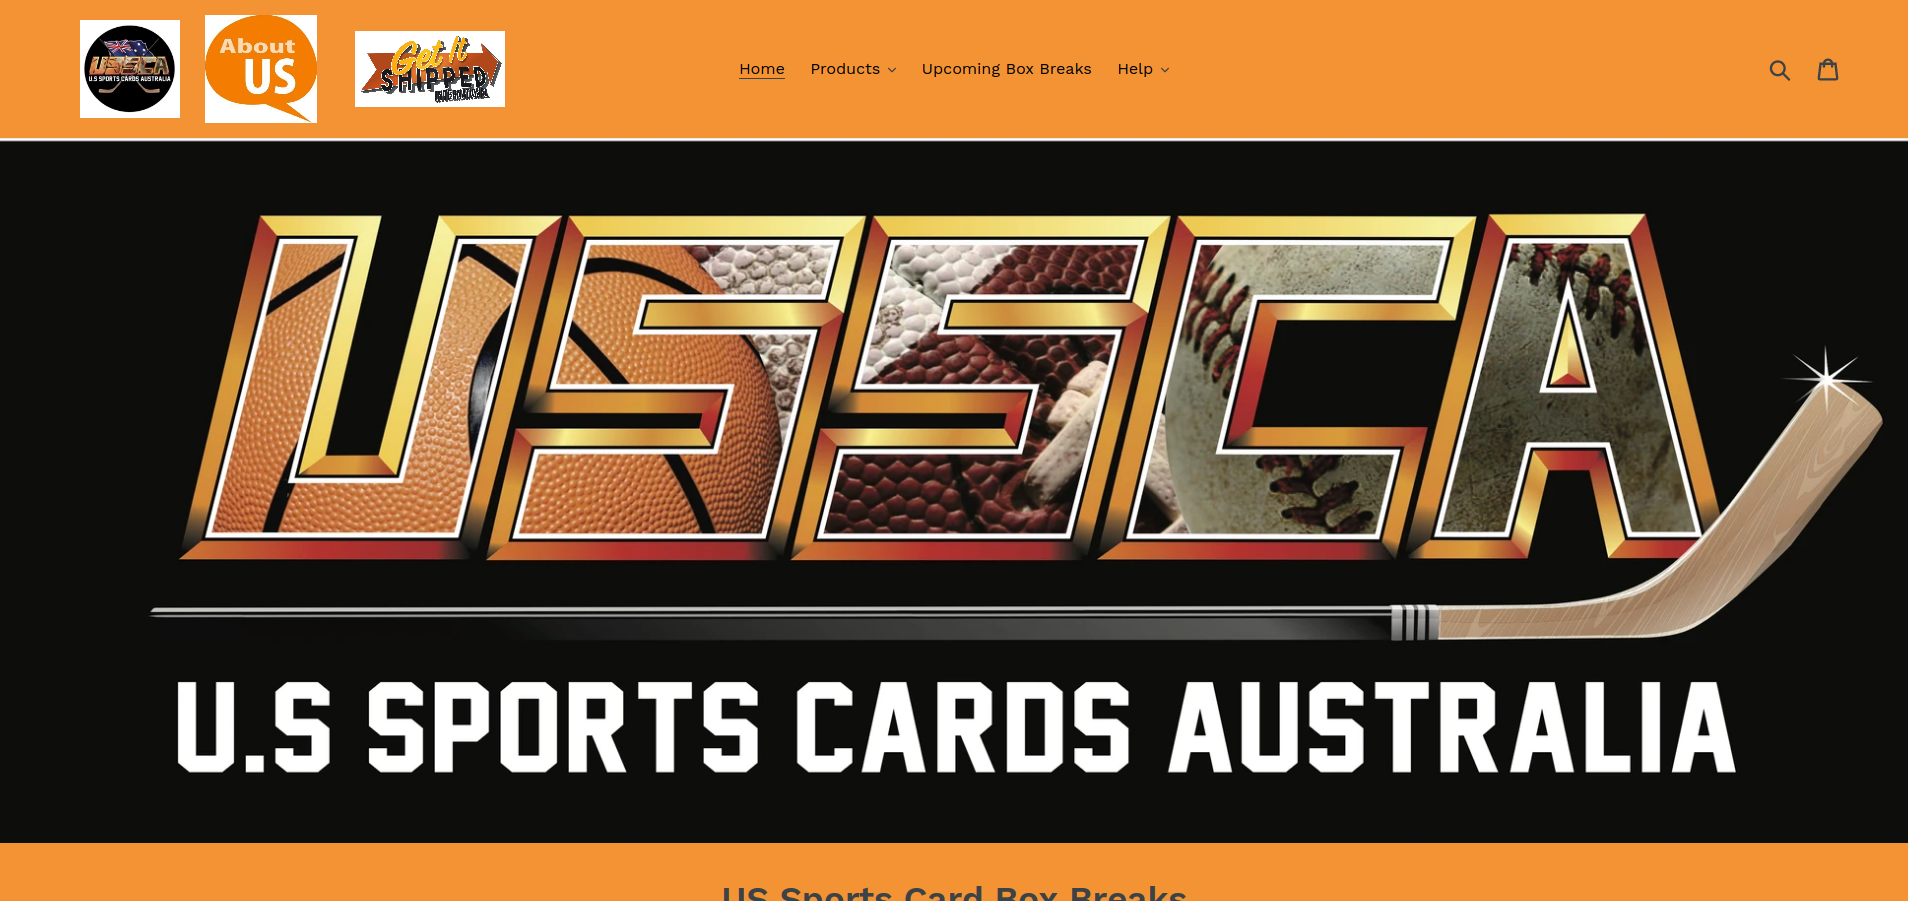 USSCA
U.S SPORTS CARDS AUSTRALIA
About
US
Get It
SHIPPED
Home
Products
Upcoming Box Breaks
Help
USSCA
U.S SPORTS CARDS AUSTRALIA
US Sports Card Box Breaks